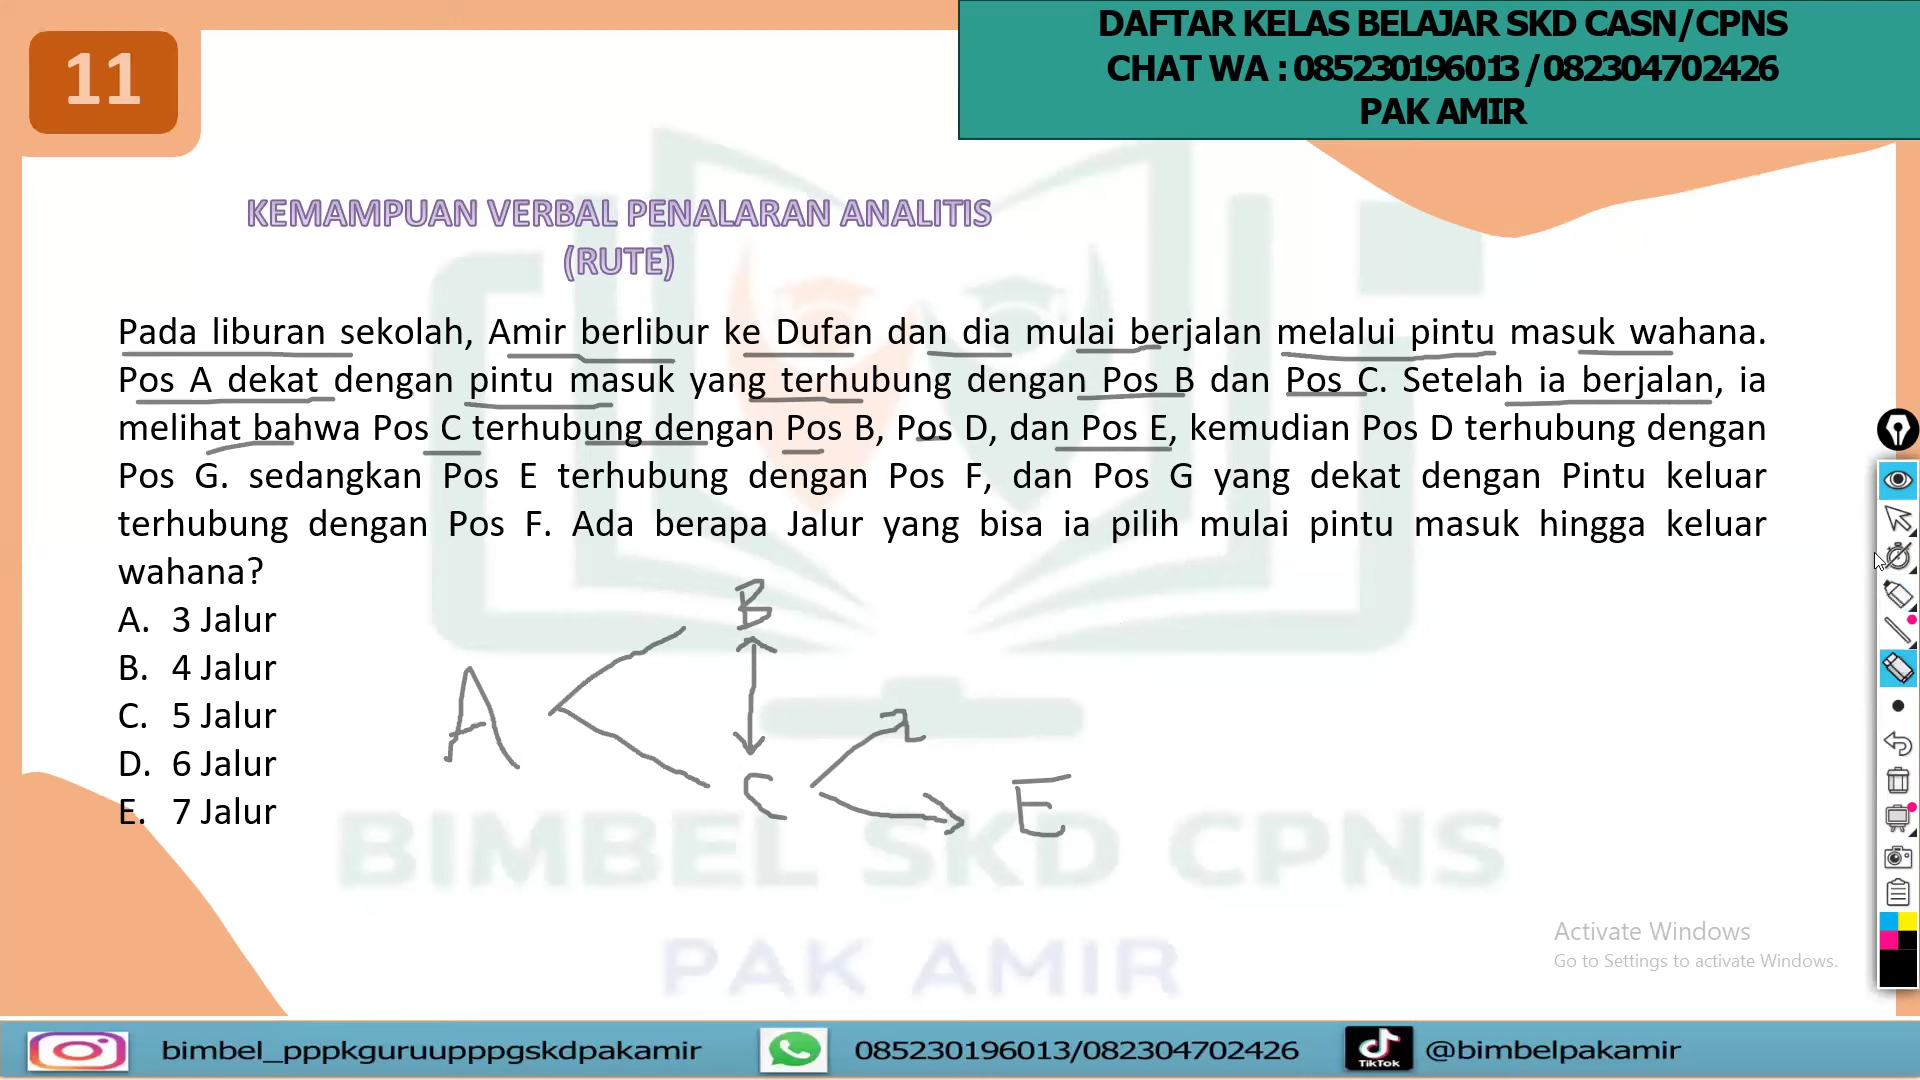 11
DAFTAR KELAS BELAJAR SKD CASN/CPNS
CHAT WA : 085230196013 / 082304702426
PAK AMIR
KEMAMPUAN VERBAL PENALARAN ANALITIS
(RUTE)
Pada liburan sekolah, Amir berlibur ke Dufan dan dia mulai berjalan melalui pintu masuk wahana.
Pos A dekat dengan pintu masuk yang terhubung dengan Pos B dan Pos C. Setelah ia berjalan, ia
melihat bahwa Pos C terhubung dengan Pos B, Pos D, dan Pos E, kemudian Pos D terhubung dengan
Pos G. sedangkan Pos E terhubung dengan Pos F, dan Pos G yang dekat dengan Pintu keluar
terhubung dengan Pos F. Ada berapa Jalur yang bisa ia pilih mulai pintu masuk hingga keluar
wahana?
A. 3 Jalur
B. 4 Jalur
C. 5 Jalur
D. 6 Jalur
E. 7 Jalur
B
A
C
E
BIMBEL SKD CPNS
PAK AMIR
Activate Windows
Go to Settings to activate Windows.
bimbel_pppkguruupppgskdpakamir
085230196013/082304702426
TikTok
@bimbelpakamir